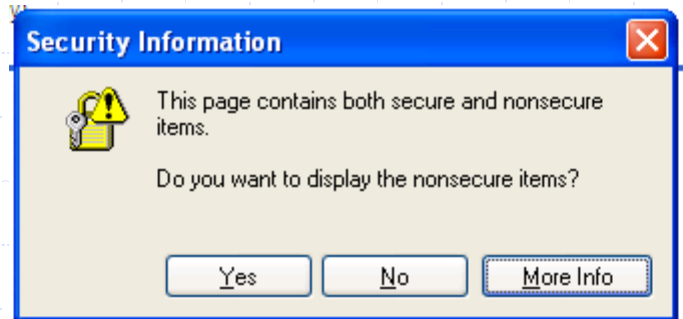 Security Information
This page contains both secure and nonsecure
items.
Do you want to display the nonsecure items?
Yes
No
More Info